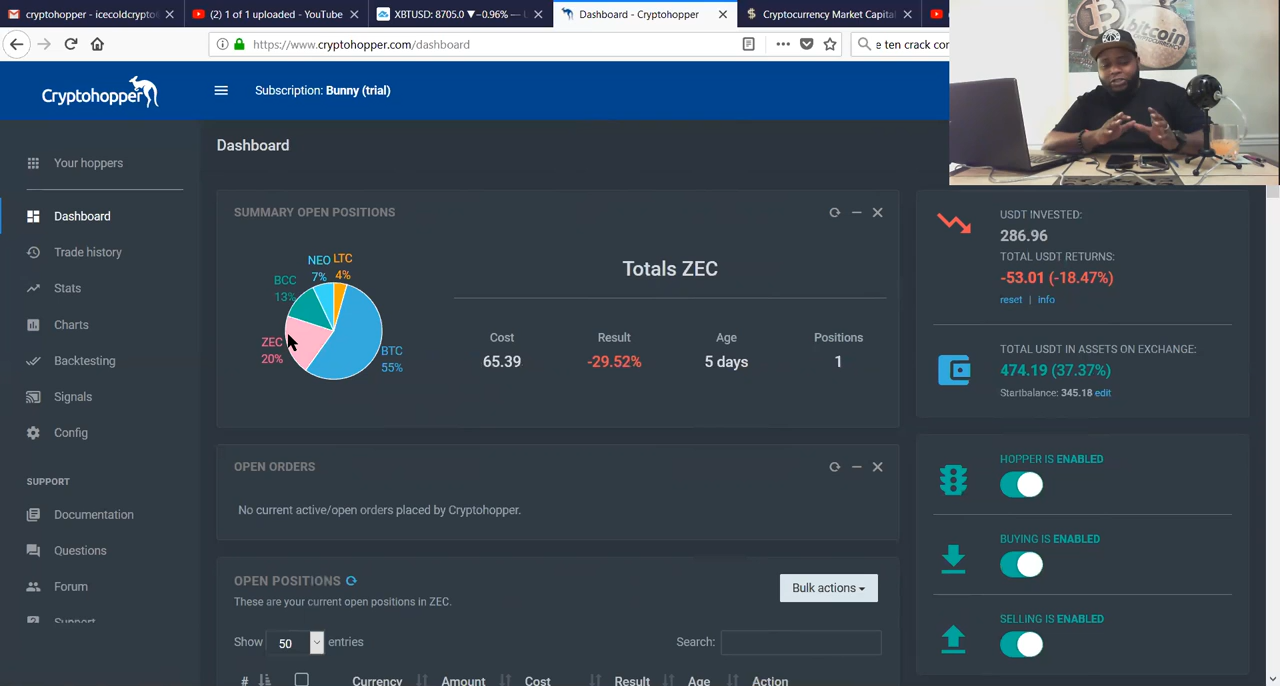 cryptohopper - icecoldcrypto
(2) 1 of 1 uploaded - YouTube
XBTUSD: 8705.0 ▼−0.96% —
Dashboard - Cryptohopper
Cryptocurrency Market Capital
https://www.cryptohopper.com/dashboard
e ten crack cor
bitcoin
Cryptohopper
Subscription: Bunny (trial)
Your hoppers
Dashboard
Trade history
Stats
Charts
Backtesting
Signals
Config
SUPPORT
Documentation
Questions
Forum
Support
Dashboard
SUMMARY OPEN POSITIONS
NEO 7%
LTC 4%
BCC 13%
ZEC 20%
BTC 55%
Totals ZEC
Cost Result Age Positions
65.39 -29.52% 5 days 1
OPEN ORDERS
No current active/open orders placed by Cryptohopper.
OPEN POSITIONS
These are your current open positions in ZEC.
Bulk actions
Show 50 entries
Search:
# Currency Amount Cost Result Age Action
USDT INVESTED:
286.96
TOTAL USDT RETURNS:
-53.01 (-18.47%)
reset | info
TOTAL USDT IN ASSETS ON EXCHANGE:
474.19 (37.37%)
Startbalance: 345.18 edit
HOPPER IS ENABLED
BUYING IS ENABLED
SELLING IS ENABLED